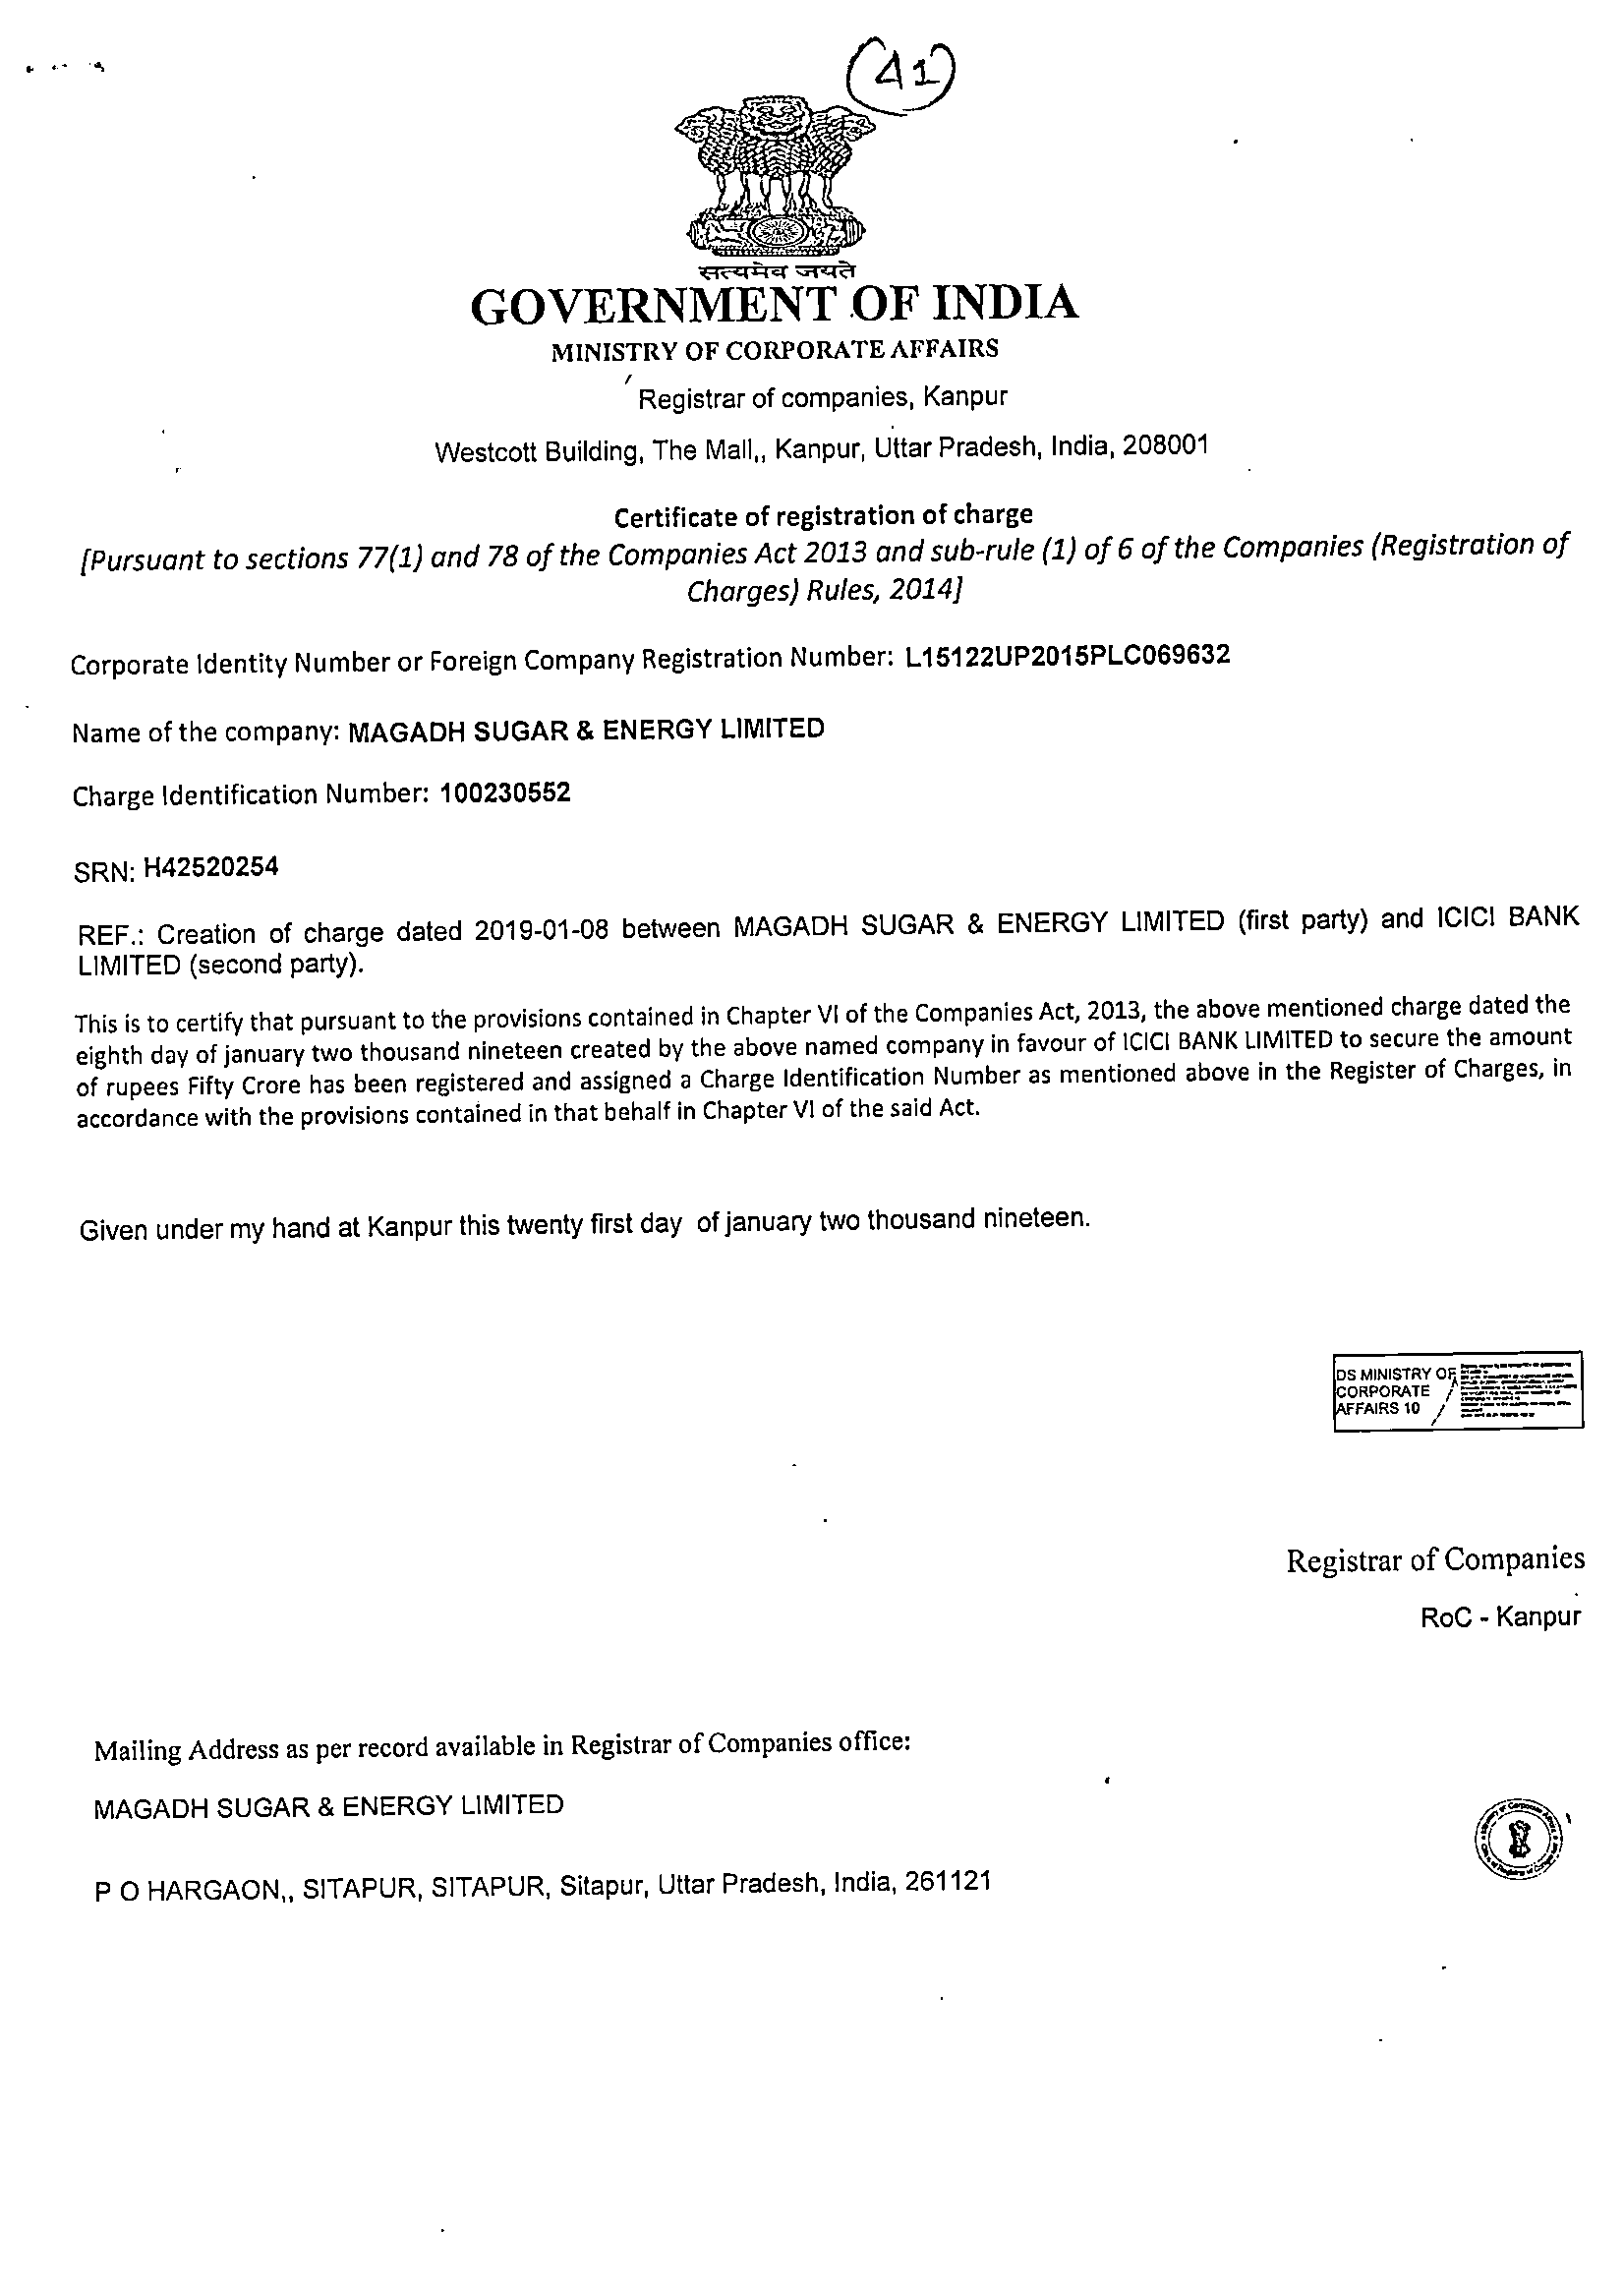 41
सत्यमेव जयते
GOVERNMENT OF INDIA
MINISTRY OF CORPORATE AFFAIRS
Registrar of companies, Kanpur
Westcott Building, The Mall,, Kanpur, Uttar Pradesh, India, 208001
Certificate of registration of charge
[Pursuant to sections 77(1) and 78 of the Companies Act 2013 and sub-rule (1) of 6 of the Companies (Registration of
Charges) Rules, 2014]
Corporate Identity Number or Foreign Company Registration Number: L15122UP2015PLC069632
Name of the company: MAGADH SUGAR & ENERGY LIMITED
Charge Identification Number: 100230552
SRN: H42520254
REF.: Creation of charge dated 2019-01-08 between MAGADH SUGAR & ENERGY LIMITED (first party) and ICICI BANK
LIMITED (second party).
This is to certify that pursuant to the provisions contained in Chapter VI of the Companies Act, 2013, the above mentioned charge dated the
eighth day of january two thousand nineteen created by the above named company in favour of ICICI BANK LIMITED to secure the amount
of rupees Fifty Crore has been registered and assigned a Charge Identification Number as mentioned above in the Register of Charges, in
accordance with the provisions contained in that behalf in Chapter VI of the said Act.
Given under my hand at Kanpur this twenty first day of january two thousand nineteen.
DS MINISTRY OF
CORPORATE
AFFAIRS 10
Registrar of Companies
RoC - Kanpur
Mailing Address as per record available in Registrar of Companies office:
MAGADH SUGAR & ENERGY LIMITED
P O HARGAON,, SITAPUR, SITAPUR, Sitapur, Uttar Pradesh, India, 261121